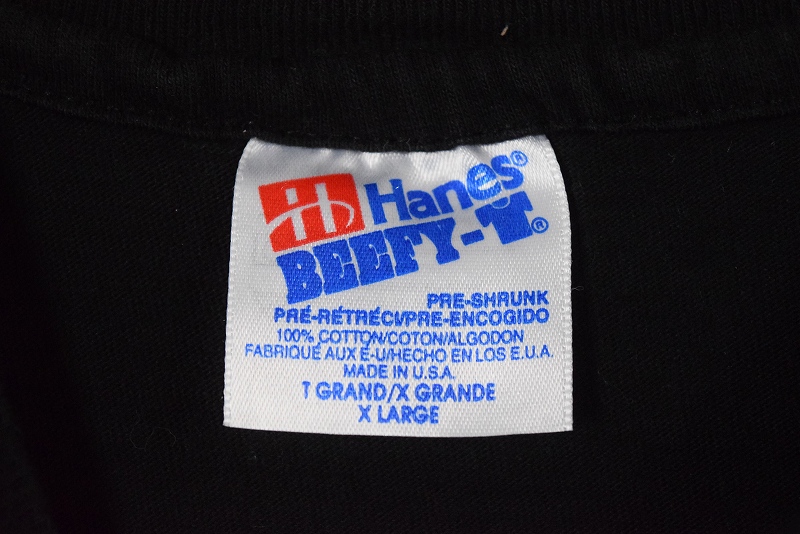 Hanes®
BEEFY-T®
PRE-SHRUNK
PRÉ-RÉTRÉCI/PRE-ENCOGIDO
100% COTTON/COTON/ALGODON
FABRIQUÉ AUX É-U/HECHO EN LOS E.U.A.
MADE IN U.S.A.
T GRAND/X GRANDE
X LARGE